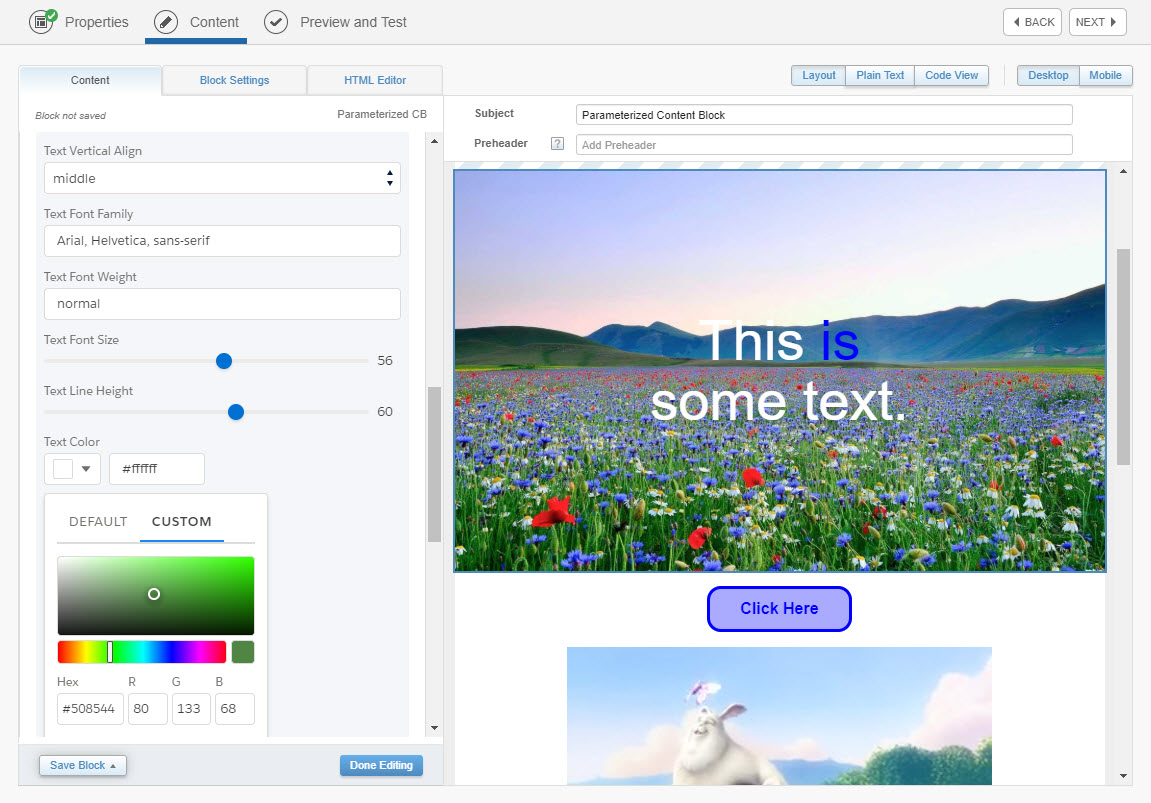 Properties
Content
Preview and Test
BACK
NEXT
Content
Block Settings
HTML Editor
Layout
Plain Text
Code View
Desktop
Mobile
Block not saved
Parameterized CB
Subject
Parameterized Content Block
Preheader
?
Add Preheader
Text Vertical Align
middle
Text Font Family
Arial, Helvetica, sans-serif
Text Font Weight
normal
Text Font Size
56
Text Line Height
60
Text Color
#ffffff
DEFAULT
CUSTOM
Hex
R
G
B
#508544
80
133
68
Save Block
Done Editing
This is
some text.
Click Here